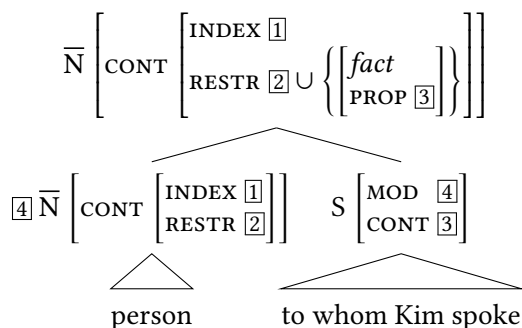 N̅ [CONT [INDEX 1
RESTR 2 ∪ {[fact
PROP 3]}]]
4 N̅ [CONT [INDEX 1
RESTR 2]] S [MOD 4
CONT 3]
person to whom Kim spoke